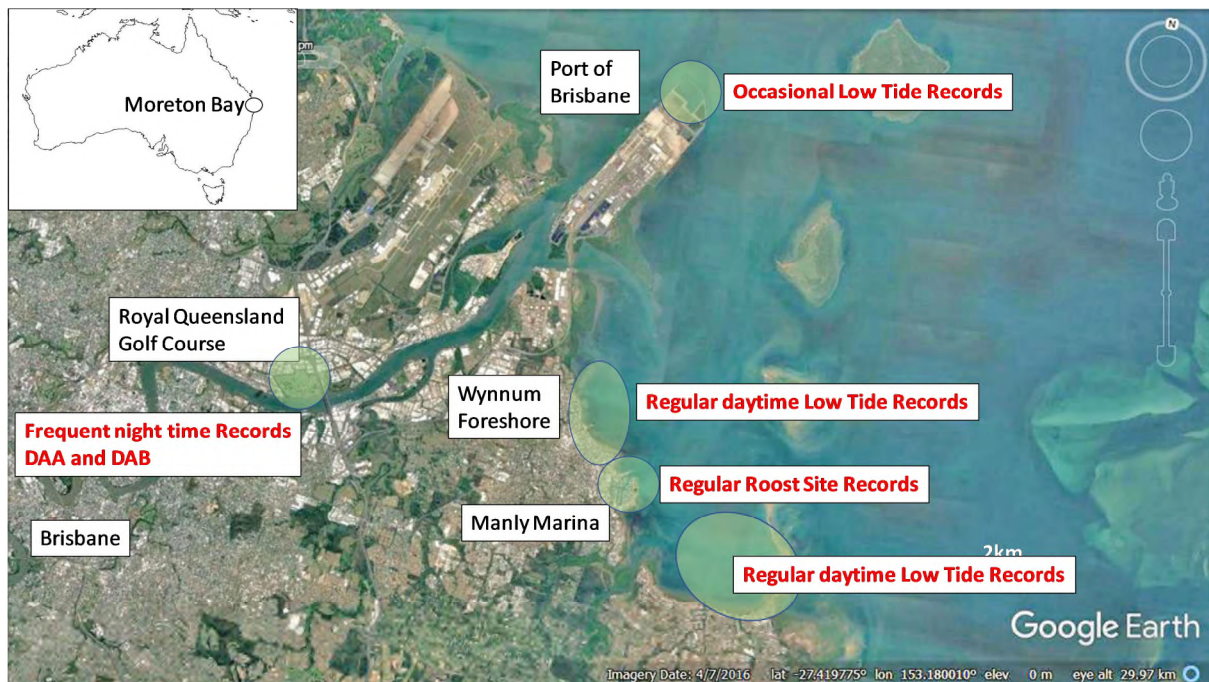 Moreton Bay
pm
N
Port of
Brisbane
Occasional Low Tide Records
Royal Queensland
Golf Course
Wynnum
Foreshore
Regular daytime Low Tide Records
Frequent night time Records
DAA and DAB
Regular Roost Site Records
Manly Marina
Brisbane
2km
Regular daytime Low Tide Records
Google Earth
Imagery Date: 4/7/2016 lat -27.419775° lon 153.180010° elev 0 m eye alt 29.97 km